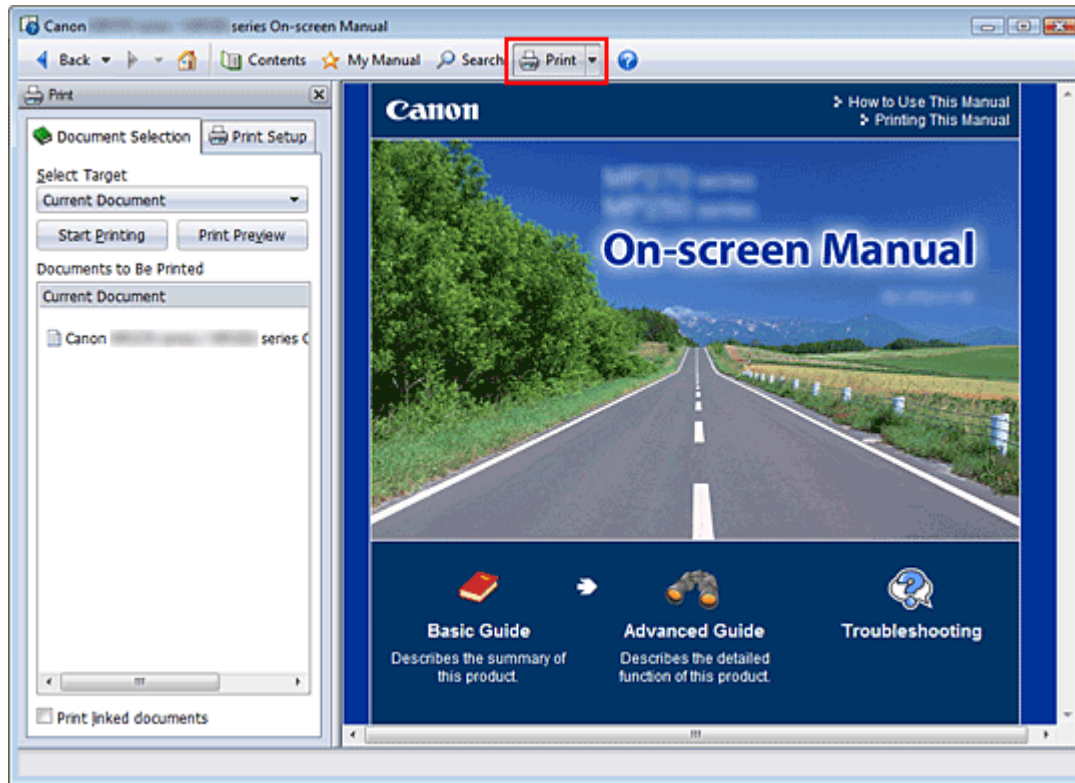 Canon series On-screen Manual
Back Contents My Manual Search Print
Print
Document Selection Print Setup
Select Target
Current Document
Start Printing Print Preview
Documents to Be Printed
Current Document
Canon series
Print linked documents
Canon
How to Use This Manual
Printing This Manual
series
series
On-screen Manual
Basic Guide
Describes the summary of
this product.
Advanced Guide
Describes the detailed
function of this product.
Troubleshooting